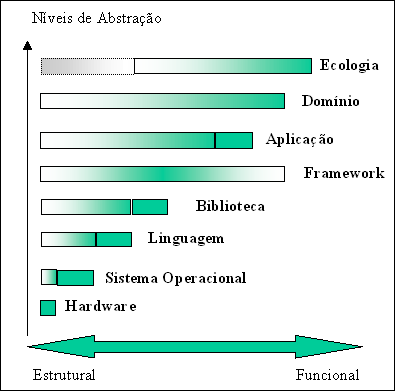 Níveis de Abstração
Ecologia
Domínio
Aplicação
Framework
Biblioteca
Linguagem
Sistema Operacional
Hardware
Estrutural
Funcional